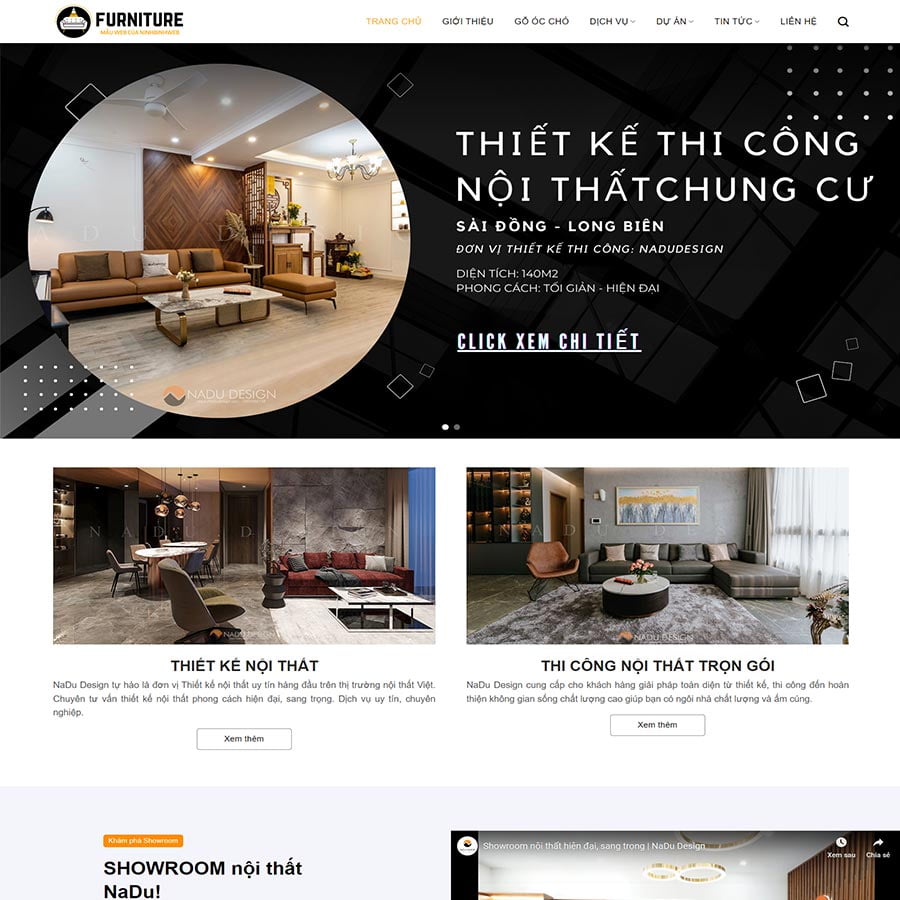 FURNITURE
MẪU WEB CỦA NINHBINHWEB
TRANG CHỦ GIỚI THIỆU GỖ ÓC CHÓ DỊCH VỤ DỰ ÁN TIN TỨC LIÊN HỆ
THIẾT KẾ THI CÔNG
NỘI THẤTCHUNG CƯ
SÀI ĐỒNG - LONG BIÊN
ĐƠN VỊ THIẾT KẾ THI CÔNG: NADUDESIGN
DIỆN TÍCH: 140M2
PHONG CÁCH: TỐI GIẢN - HIỆN ĐẠI
CLICK XEM CHI TIẾT
NADU DESIGN
NADU DESIGN
NADU DESIGN
THIẾT KẾ NỘI THẤT
NaDu Design tự hào là đơn vị Thiết kế nội thất uy tín hàng đầu trên thị trường nội thất Việt.
Chuyên tư vấn thiết kế nội thất phong cách hiện đại, sang trọng. Dịch vụ uy tín, chuyên
nghiệp.
Xem thêm
THI CÔNG NỘI THẤT TRỌN GÓI
NaDu Design cung cấp cho khách hàng giải pháp toàn diện từ thiết kế, thi công đến hoàn
thiện không gian sống chất lượng cao giúp bạn có ngôi nhà chất lượng và ấm cúng.
Xem thêm
Khám phá Showroom
SHOWROOM nội thất
NaDu!
Showroom nội thất hiện đại, sang trọng | NaDu Design
Xem sau Chia sẻ